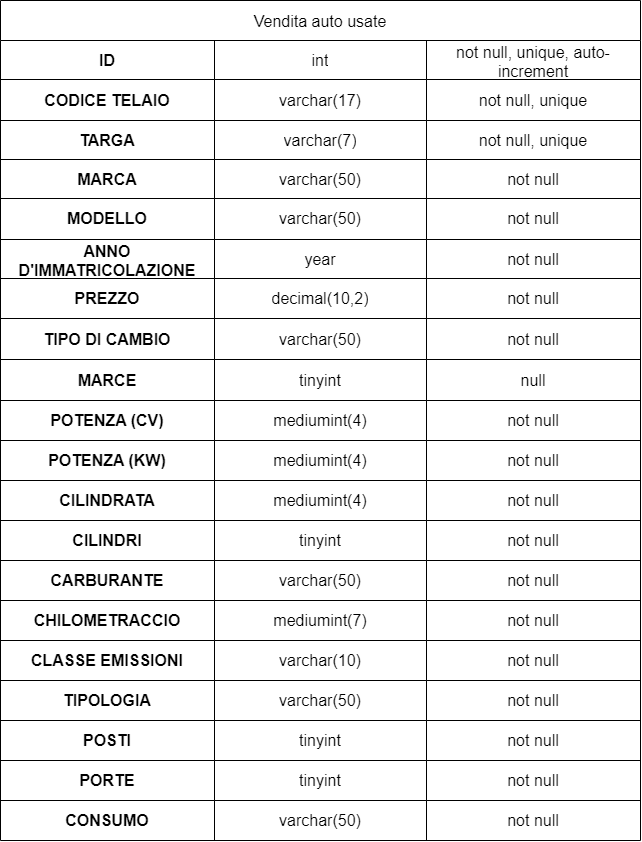 Vendita auto usate
ID int not null, unique, auto-
increment
CODICE TELAIO varchar(17) not null, unique
TARGA varchar(7) not null, unique
MARCA varchar(50) not null
MODELLO varchar(50) not null
ANNO
D'IMMATRICOLAZIONE year not null
PREZZO decimal(10,2) not null
TIPO DI CAMBIO varchar(50) not null
MARCE tinyint null
POTENZA (CV) mediumint(4) not null
POTENZA (KW) mediumint(4) not null
CILINDRATA mediumint(4) not null
CILINDRI tinyint not null
CARBURANTE varchar(50) not null
CHILOMETRACCIO mediumint(7) not null
CLASSE EMISSIONI varchar(10) not null
TIPOLOGIA varchar(50) not null
POSTI tinyint not null
PORTE tinyint not null
CONSUMO varchar(50) not null